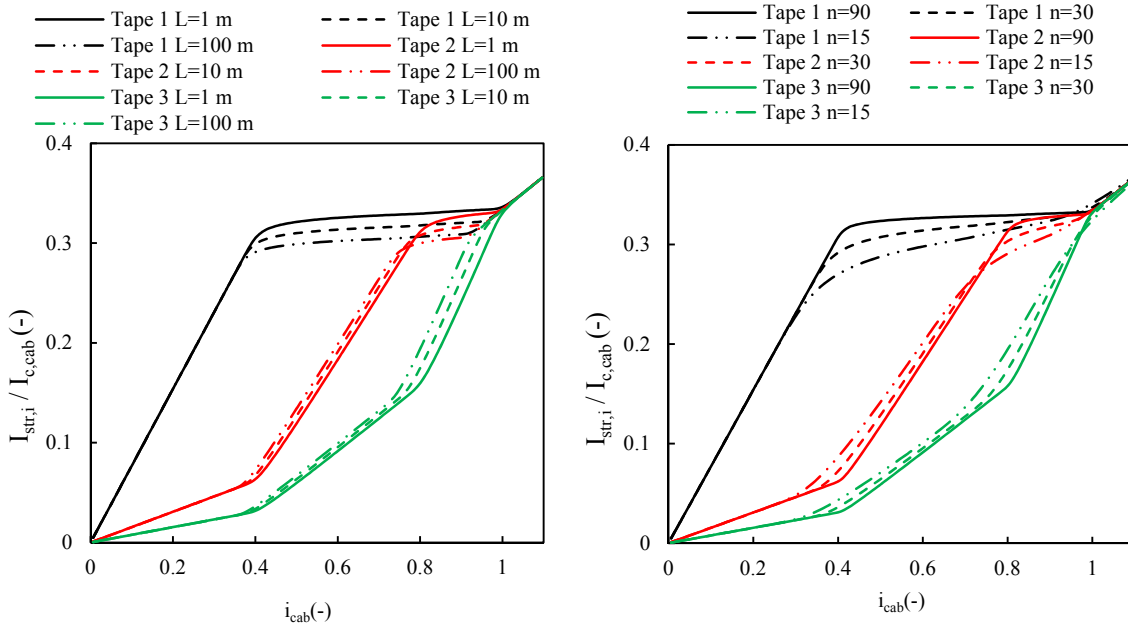 Tape 1 L=1 m Tape 1 L=10 m
Tape 1 L=100 m Tape 2 L=1 m
Tape 2 L=10 m Tape 2 L=100 m
Tape 3 L=1 m Tape 3 L=10 m
Tape 3 L=100 m
0.4
0.3
0.2
0.1
0
0 0.2 0.4 0.6 0.8 1
I_str,i / I_c,cab (-)
i_cab(-)
Tape 1 n=90 Tape 1 n=30
Tape 1 n=15 Tape 2 n=90
Tape 2 n=30 Tape 2 n=15
Tape 3 n=90 Tape 3 n=30
Tape 3 n=15
0.4
0.3
0.2
0.1
0
0 0.2 0.4 0.6 0.8 1
I_str,i / I_c,cab (-)
i_cab(-)